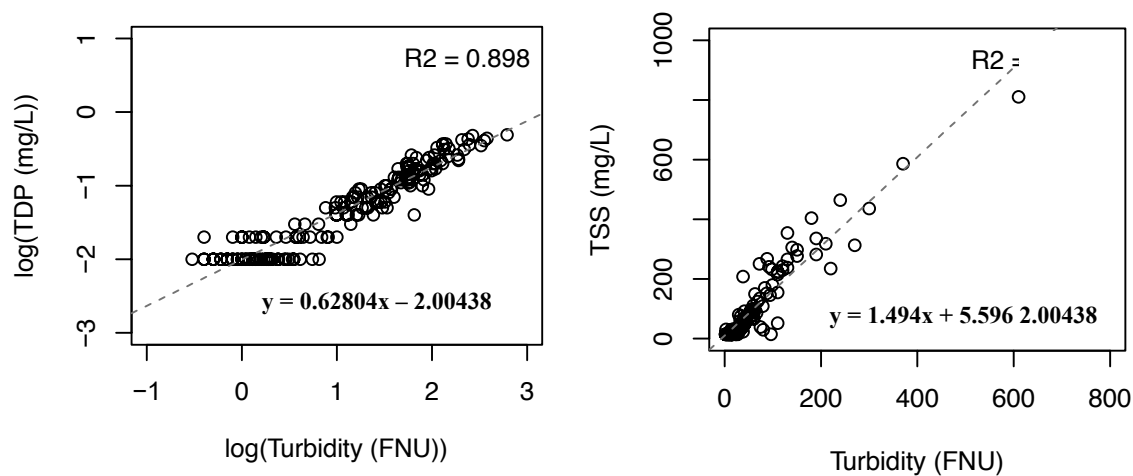 R2 = 0.898
y = 0.62804x – 2.00438
1
0
−1
−2
−3
log(TDP (mg/L))
−1
0
1
2
3
log(Turbidity (FNU))
R2 =
y = 1.494x + 5.596 2.00438
1000
600
400
200
0
TSS (mg/L)
0
200
400
600
800
Turbidity (FNU)